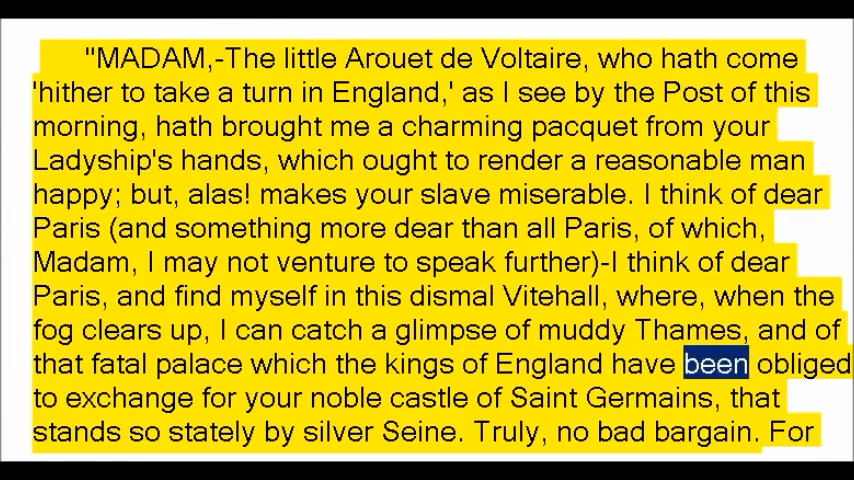 "MADAM,-The little Arouet de Voltaire, who hath come
'hither to take a turn in England,' as I see by the Post of this
morning, hath brought me a charming pacquet from your
Ladyship's hands, which ought to render a reasonable man
happy; but, alas! makes your slave miserable. I think of dear
Paris (and something more dear than all Paris, of which,
Madam, I may not venture to speak further)-I think of dear
Paris, and find myself in this dismal Vitehall, where, when the
fog clears up, I can catch a glimpse of muddy Thames, and of
that fatal palace which the kings of England have been obliged
to exchange for your noble castle of Saint Germains, that
stands so stately by silver Seine. Truly, no bad bargain. For